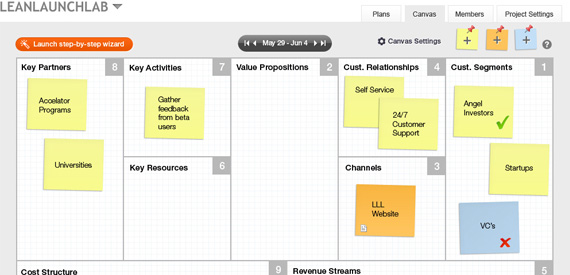 LEANLAUNCHLAB
Plans
Canvas
Members
Project Settings
Launch step-by-step wizard
May 29 - Jun 4
Canvas Settings
+
+
+
?
Key Partners 8
Accelator
Programs
Universities
Key Activities 7
Gather
feedback
from beta
users
Key Resources 6
Value Propositions 2
Cust. Relationships 4
Self Service
24/7
Customer
Support
Channels 3
LLL
Website
Cust. Segments 1
Angel
Investors
Startups
VC's
Cost Structure 9
Revenue Streams 5